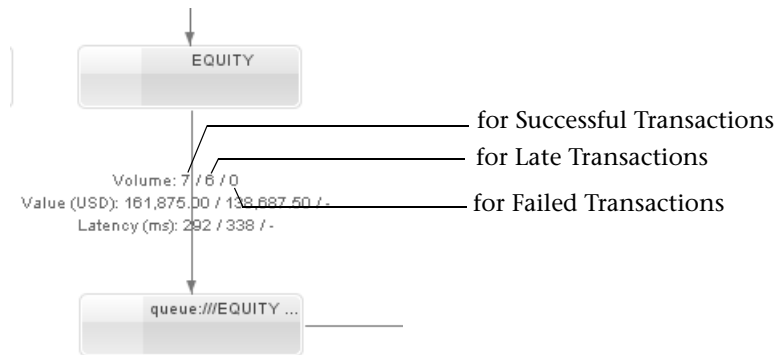 EQUITY
for Successful Transactions
for Late Transactions
Volume: 7 / 6 / 0
Value (USD): 161,875.00 / 138,687.50 / -
for Failed Transactions
Latency (ms): 292 / 338 / -
queue:///EQUITY ...